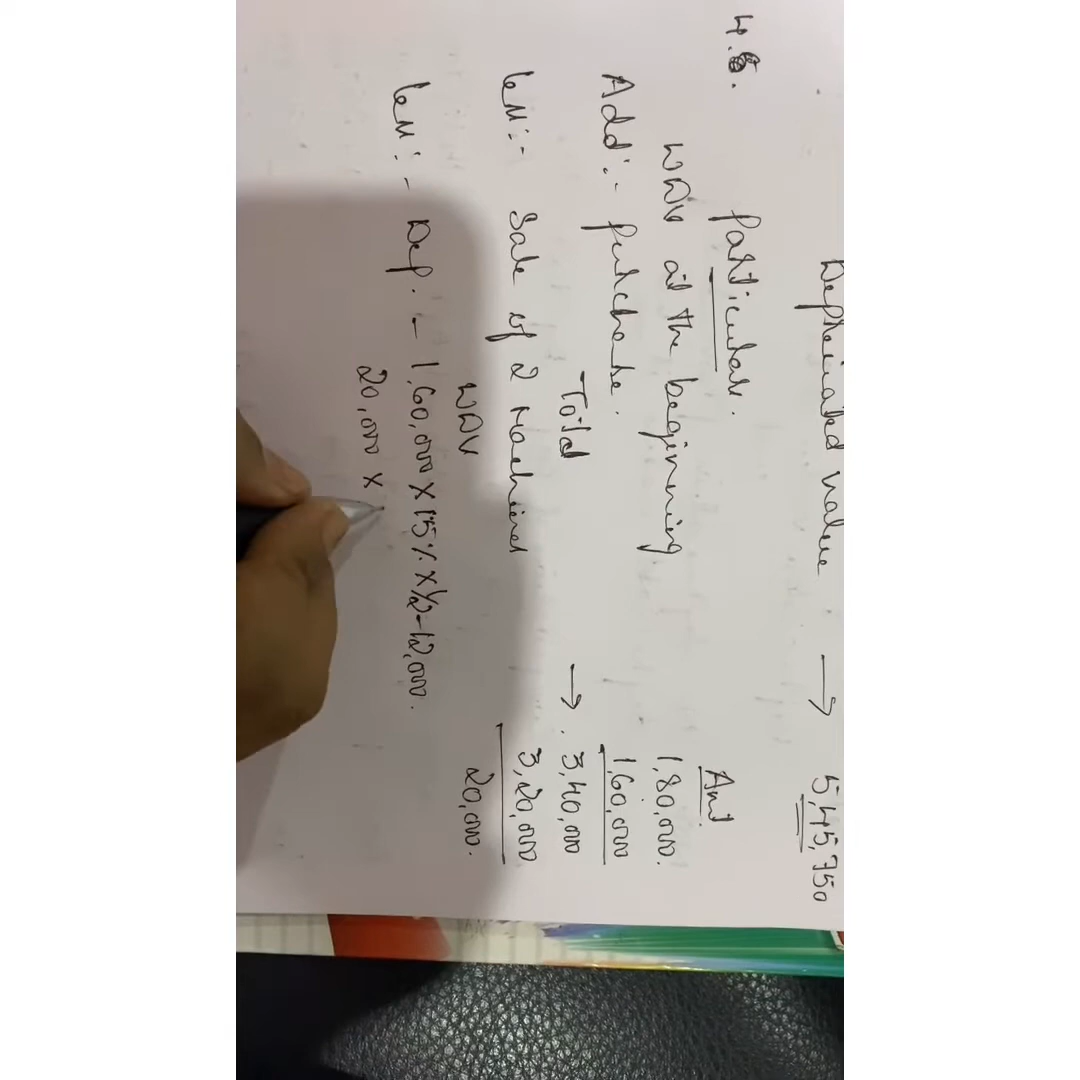 Depreciated value → 5,45,750
4.8.
Particulars. Amt
WDV at the beginning 1,80,000.
Add:- purchase. 1,60,000
Total → 3,40,000
Less:- Sale of 2 Machines 3,20,000
WDV 20,000.
Less:- Dep. - 1,60,000 X 15% X 1/2 - 12,000.
20,000 X